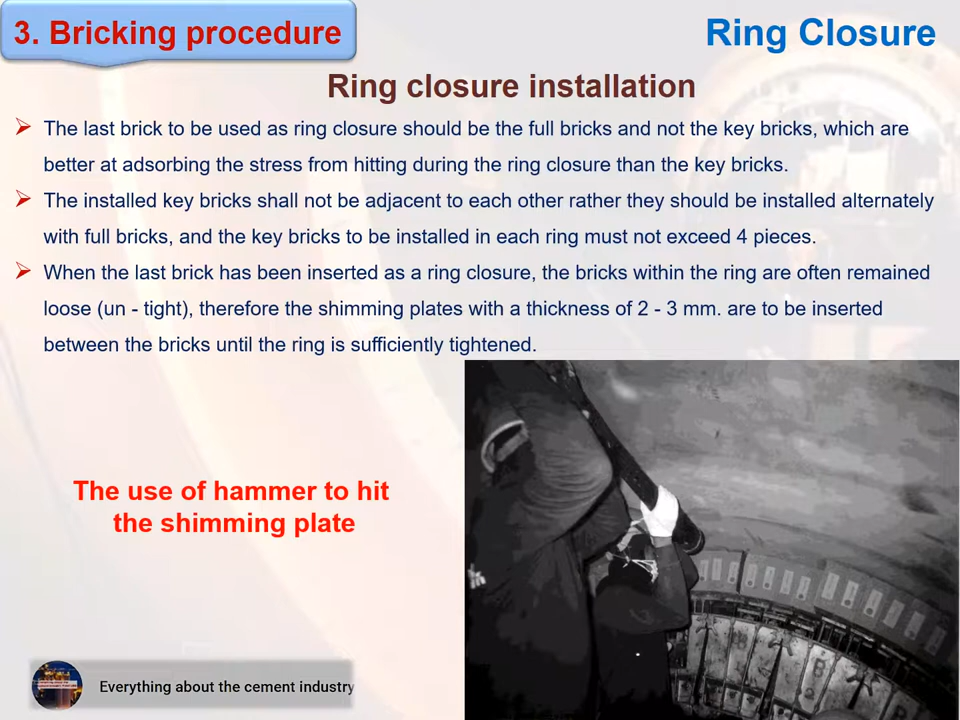 3. Bricking procedure
Ring Closure
Ring closure installation
The last brick to be used as ring closure should be the full bricks and not the key bricks, which are
better at adsorbing the stress from hitting during the ring closure than the key bricks.
The installed key bricks shall not be adjacent to each other rather they should be installed alternately
with full bricks, and the key bricks to be installed in each ring must not exceed 4 pieces.
When the last brick has been inserted as a ring closure, the bricks within the ring are often remained
loose (un - tight), therefore the shimming plates with a thickness of 2 - 3 mm. are to be inserted
between the bricks until the ring is sufficiently tightened.
The use of hammer to hit
the shimming plate
Everything about the cement industry